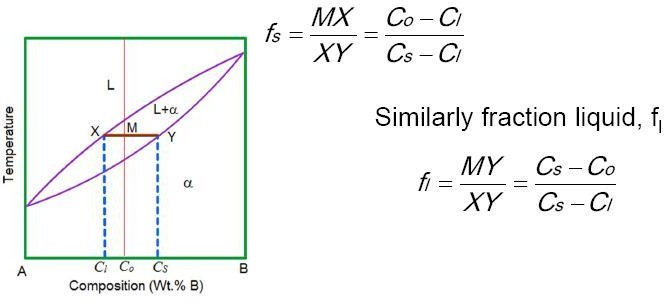 fs = MX / XY = Co − Cl / Cs − Cl
L
L+α
X
M
Y
α
Temperature
A
Cl
Co
CS
B
Composition (Wt.% B)
Similarly fraction liquid, fl
fl = MY / XY = Cs − Co / Cs − Cl